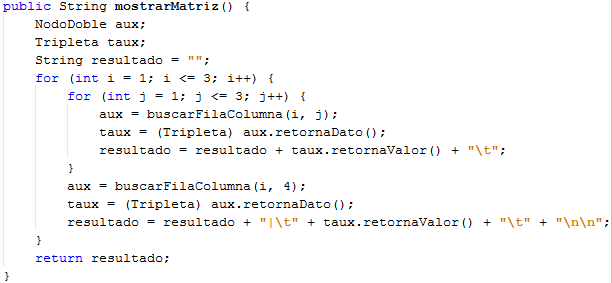 public String mostrarMatriz() {
    NodoDoble aux;
    Tripleta taux;
    String resultado = "";
    for (int i = 1; i <= 3; i++) {
        for (int j = 1; j <= 3; j++) {
            aux = buscarFilaColumna(i, j);
            taux = (Tripleta) aux.retornaDato();
            resultado = resultado + taux.retornaValor() + "\t";
        }
        aux = buscarFilaColumna(i, 4);
        taux = (Tripleta) aux.retornaDato();
        resultado = resultado + "|\t" + taux.retornaValor() + "\t" + "\n\n";
    }
    return resultado;
}